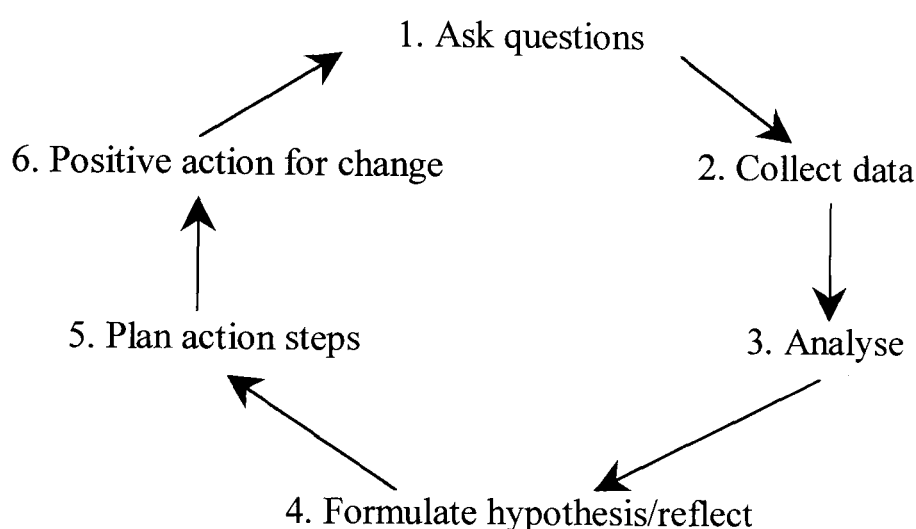 1. Ask questions
2. Collect data
3. Analyse
4. Formulate hypothesis/reflect
5. Plan action steps
6. Positive action for change